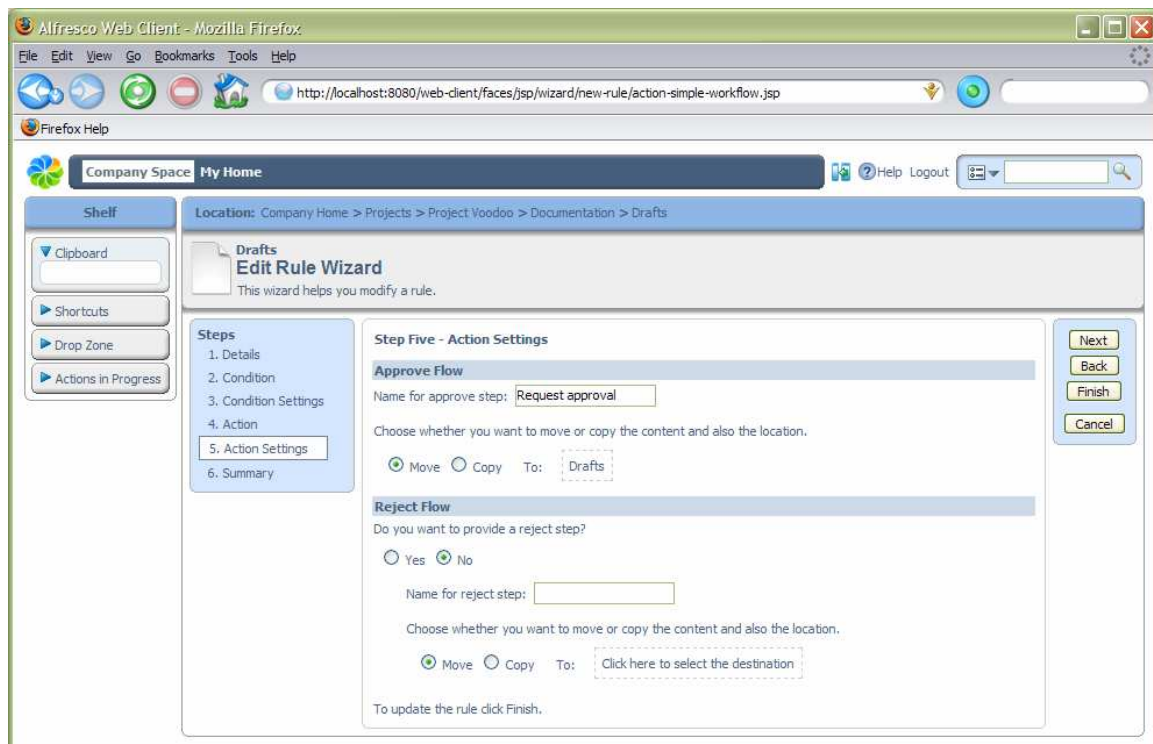 Alfresco Web Client - Mozilla Firefox
File Edit View Go Bookmarks Tools Help
http://localhost:8080/web-client/faces/jsp/wizard/new-rule/action-simple-workflow.jsp
Firefox Help
Company Space My Home Help Logout
Shelf
Location: Company Home > Projects > Project Voodoo > Documentation > Drafts
Clipboard
Shortcuts
Drop Zone
Actions in Progress
Drafts
Edit Rule Wizard
This wizard helps you modify a rule.
Steps
1. Details
2. Condition
3. Condition Settings
4. Action
5. Action Settings
6. Summary
Step Five - Action Settings
Approve Flow
Name for approve step: Request approval
Choose whether you want to move or copy the content and also the location.
Move Copy To: Drafts
Reject Flow
Do you want to provide a reject step?
Yes No
Name for reject step:
Choose whether you want to move or copy the content and also the location.
Move Copy To: Click here to select the destination
To update the rule click Finish.
Next
Back
Finish
Cancel